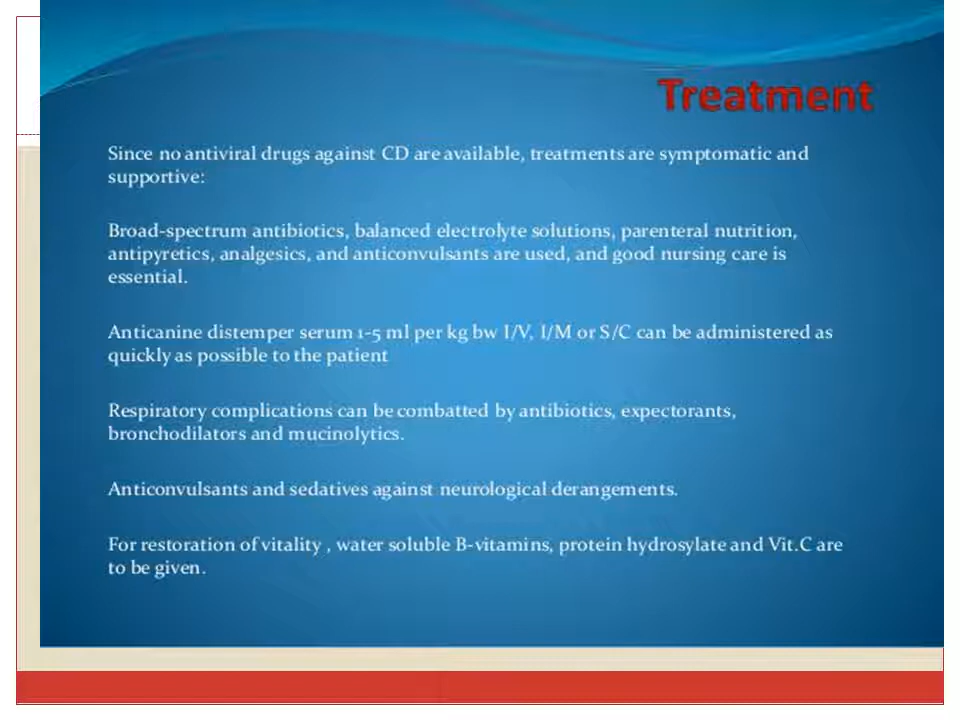 Treatment
Since no antiviral drugs against CD are available, treatments are symptomatic and
supportive:
Broad-spectrum antibiotics, balanced electrolyte solutions, parenteral nutrition,
antipyretics, analgesics, and anticonvulsants are used, and good nursing care is
essential.
Anticanine distemper serum 1-5 ml per kg bw I/V, I/M or S/C can be administered as
quickly as possible to the patient
Respiratory complications can be combatted by antibiotics, expectorants,
bronchodilators and mucinolytics.
Anticonvulsants and sedatives against neurological derangements.
For restoration of vitality , water soluble B-vitamins, protein hydrosylate and Vit.C are
to be given.